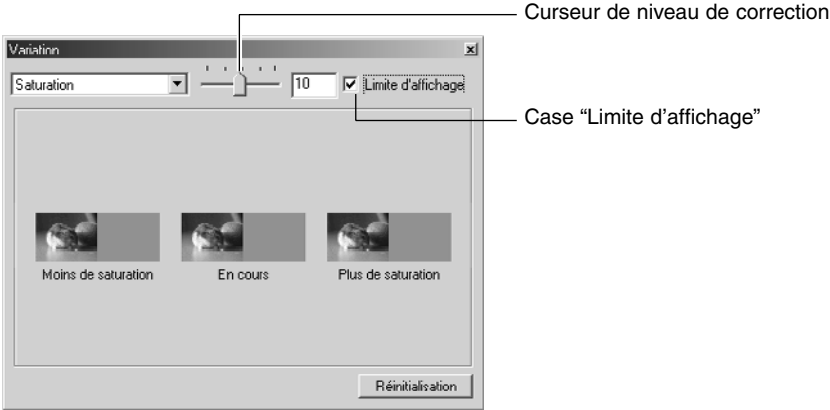 Curseur de niveau de correction
Variation
Saturation
10
Limite d'affichage
Case “Limite d’affichage”
Moins de saturation
En cours
Plus de saturation
Réinitialisation